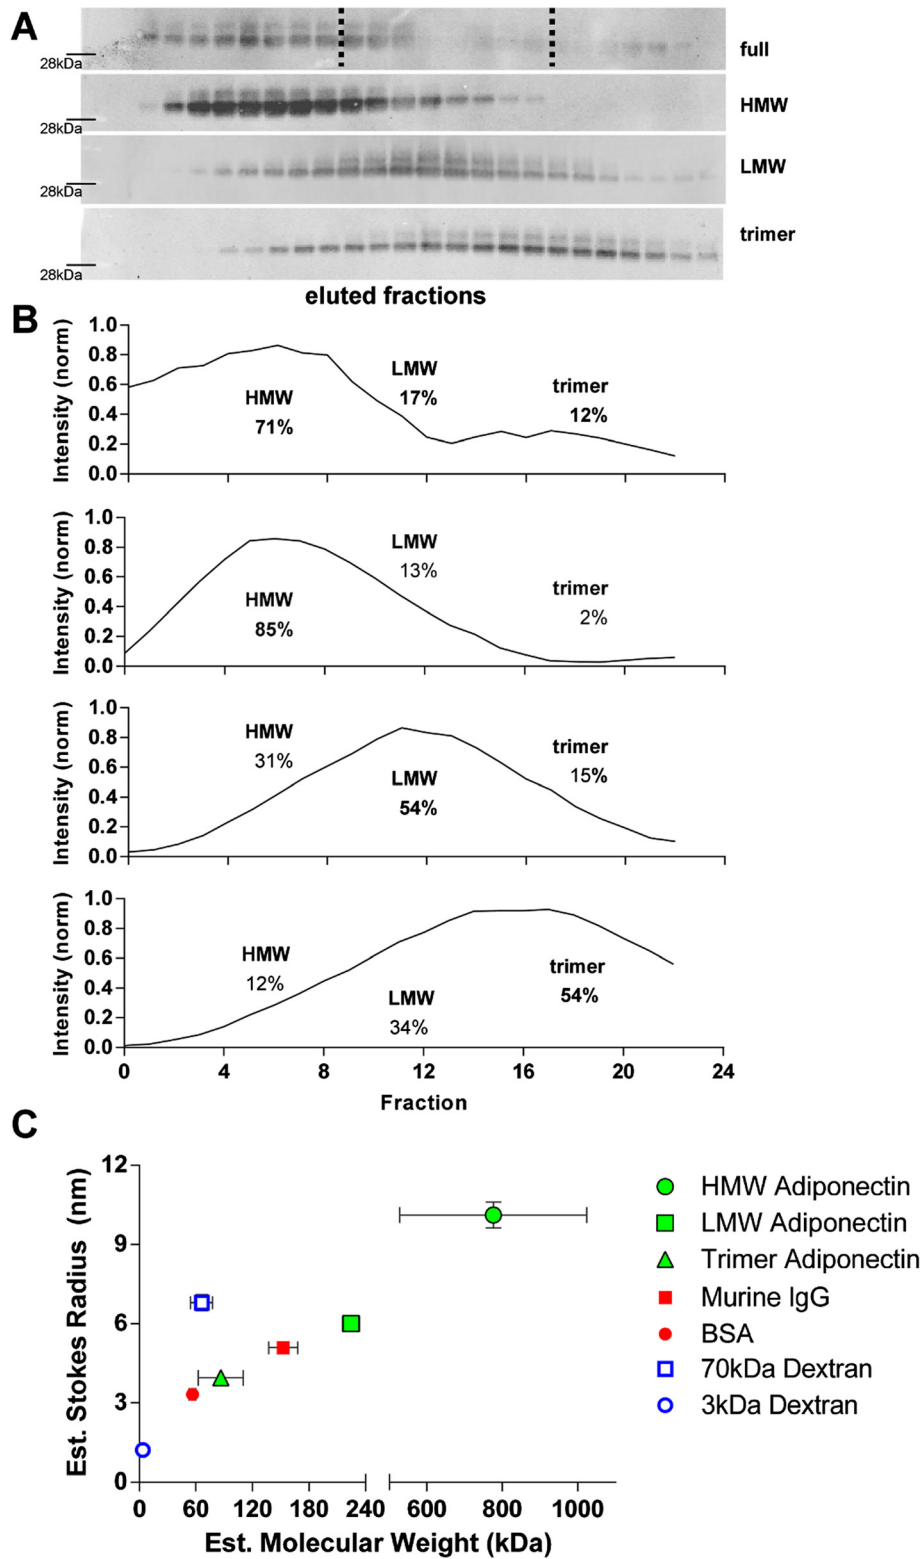 A
full
28kDa
HMW
28kDa
LMW
28kDa
trimer
28kDa
eluted fractions
B
Intensity (norm)
1.0
0.8
0.6
0.4
0.2
0.0
HMW
71%
LMW
17%
trimer
12%
Intensity (norm)
1.0
0.8
0.6
0.4
0.2
0.0
HMW
85%
LMW
13%
trimer
2%
Intensity (norm)
1.0
0.8
0.6
0.4
0.2
0.0
HMW
31%
LMW
54%
trimer
15%
Intensity (norm)
1.0
0.8
0.6
0.4
0.2
0.0
HMW
12%
LMW
34%
trimer
54%
0 4 8 12 16 20 24
Fraction
C
Est. Stokes Radius (nm)
12
9
6
3
0
0 60 120 180 240 600 800 1000
Est. Molecular Weight (kDa)
HMW Adiponectin
LMW Adiponectin
Trimer Adiponectin
Murine IgG
BSA
70kDa Dextran
3kDa Dextran